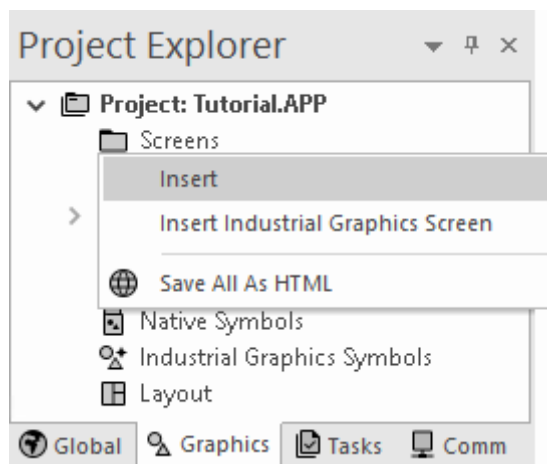 Project Explorer
Project: Tutorial.APP
Screens
Insert
Insert Industrial Graphics Screen
Save All As HTML
Native Symbols
Industrial Graphics Symbols
Layout
Global Graphics Tasks Comm